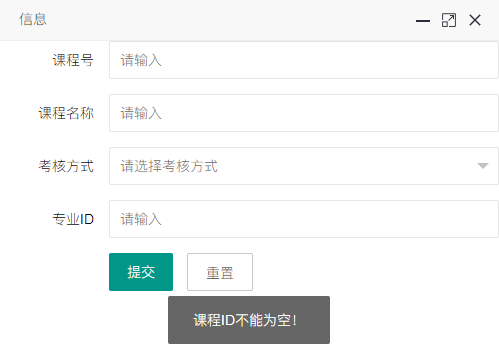 信息
课程号 请输入
课程名称 请输入
考核方式 请选择考核方式
专业ID 请输入
提交 重置
课程ID不能为空!